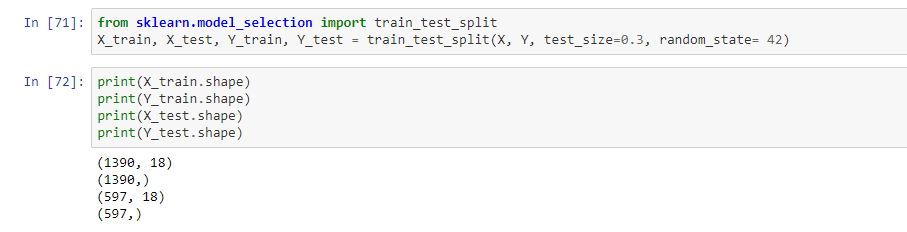 In [71]: from sklearn.model_selection import train_test_split
X_train, X_test, Y_train, Y_test = train_test_split(X, Y, test_size=0.3, random_state= 42)
In [72]: print(X_train.shape)
print(Y_train.shape)
print(X_test.shape)
print(Y_test.shape)
(1390, 18)
(1390,)
(597, 18)
(597,)